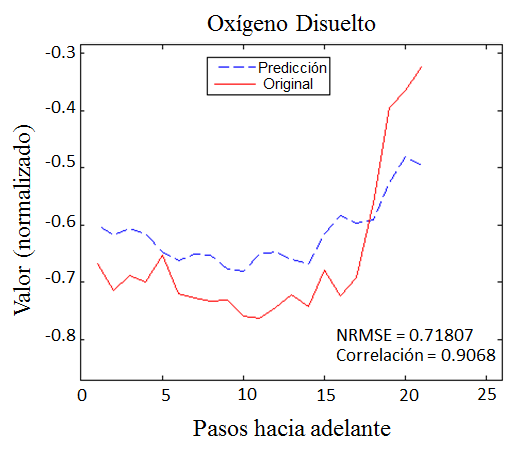 Oxígeno Disuelto
-0.3
Predicción
Original
-0.4
-0.5
-0.6
-0.7
-0.8
Valor (normalizado)
NRMSE = 0.71807
Correlación = 0.9068
0 5 10 15 20 25
Pasos hacia adelante